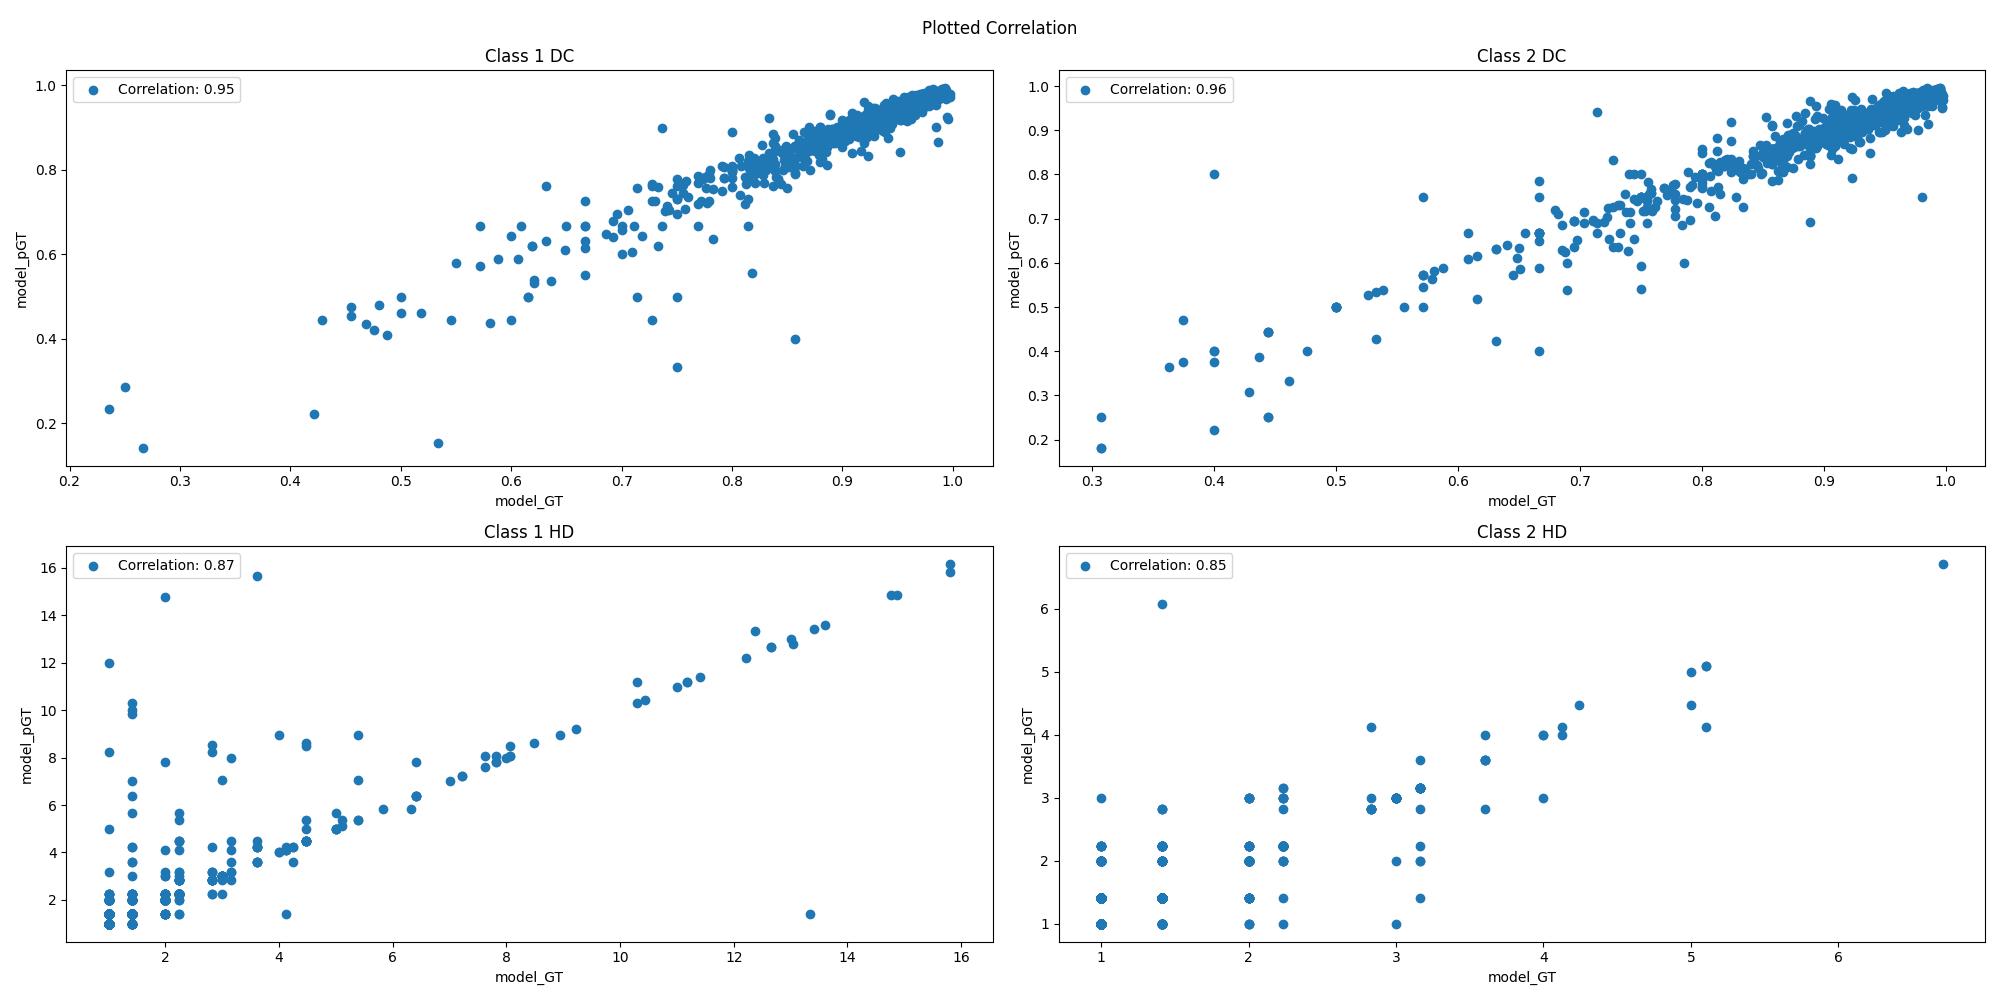 Plotted Correlation
Class 1 DC
Correlation: 0.95
1.0
0.8
0.6
0.4
0.2
model_pGT
0.2 0.3 0.4 0.5 0.6 0.7 0.8 0.9 1.0
model_GT
Class 2 DC
Correlation: 0.96
1.0
0.9
0.8
0.7
0.6
0.5
0.4
0.3
0.2
model_pGT
0.3 0.4 0.5 0.6 0.7 0.8 0.9 1.0
model_GT
Class 1 HD
Correlation: 0.87
16
14
12
10
8
6
4
2
model_pGT
2 4 6 8 10 12 14 16
model_GT
Class 2 HD
Correlation: 0.85
6
5
4
3
2
1
model_pGT
1 2 3 4 5 6
model_GT